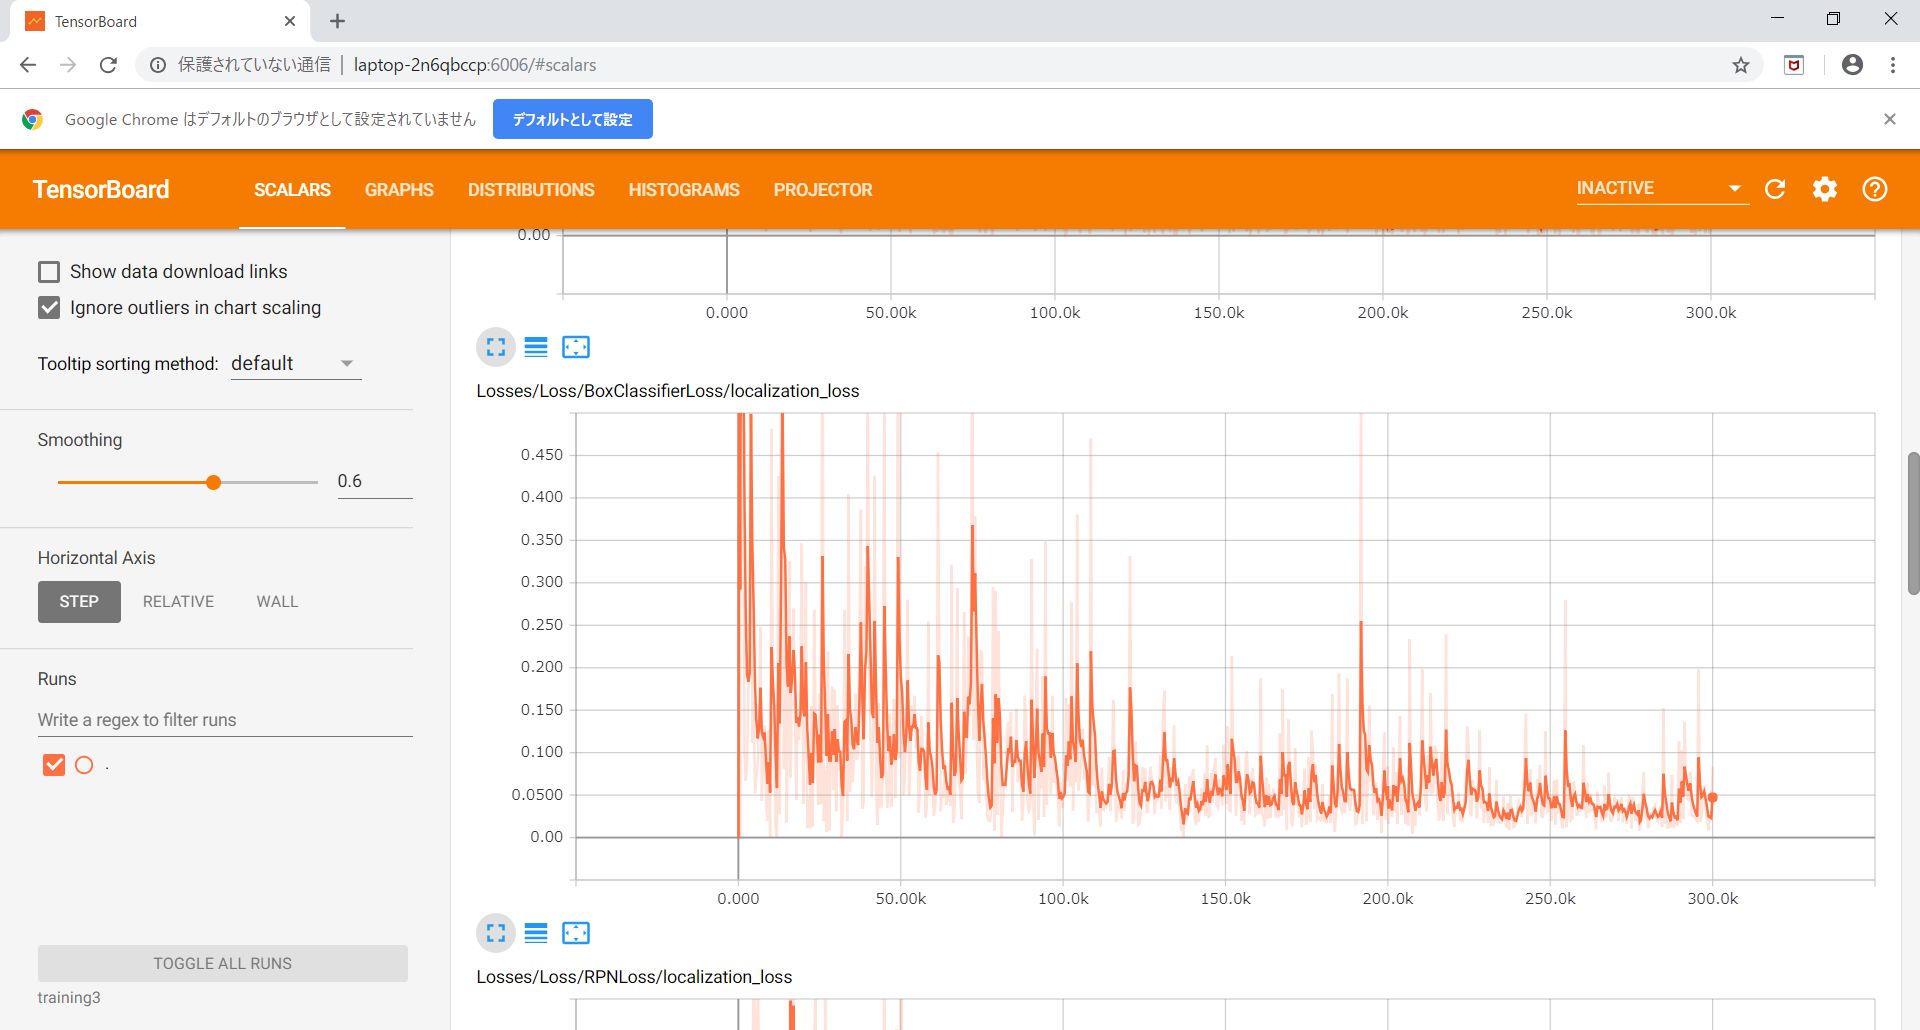 TensorBoard
保護されていない通信 | laptop-2n6qbccp:6006/#scalars
Google Chrome はデフォルトのブラウザとして設定されていません デフォルトとして設定
TensorBoard SCALARS GRAPHS DISTRIBUTIONS HISTOGRAMS PROJECTOR INACTIVE
Show data download links
Ignore outliers in chart scaling
Tooltip sorting method: default
Smoothing
0.6
Horizontal Axis
STEP RELATIVE WALL
Runs
Write a regex to filter runs
.
TOGGLE ALL RUNS
training3
0.00
0.000 50.00k 100.0k 150.0k 200.0k 250.0k 300.0k
Losses/Loss/BoxClassifierLoss/localization_loss
0.450
0.400
0.350
0.300
0.250
0.200
0.150
0.100
0.0500
0.00
0.000 50.00k 100.0k 150.0k 200.0k 250.0k 300.0k
Losses/Loss/RPNLoss/localization_loss